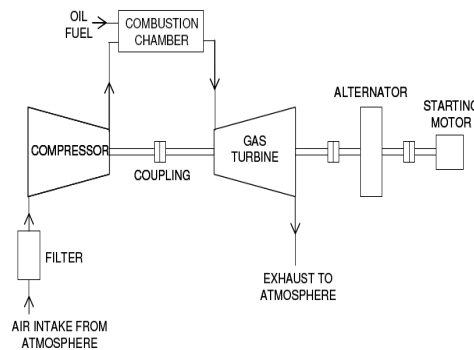 OIL
FUEL
COMBUSTION
CHAMBER
ALTERNATOR
STARTING
MOTOR
COMPRESSOR
GAS
TURBINE
COUPLING
FILTER
EXHAUST TO
ATMOSPHERE
AIR INTAKE FROM
ATMOSPHERE